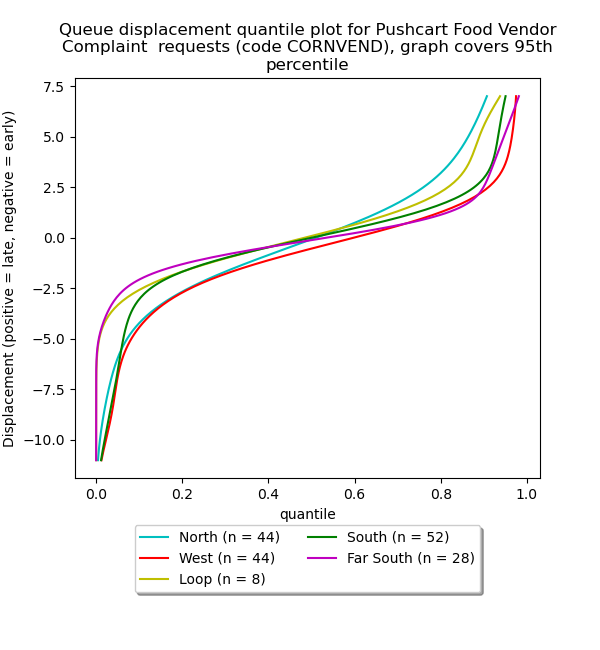 Queue displacement quantile plot for Pushcart Food Vendor
Complaint  requests (code CORNVEND), graph covers 95th
percentile
Displacement (positive = late, negative = early)
7.5
5.0
2.5
0.0
−2.5
−5.0
−7.5
−10.0
0.0 0.2 0.4 0.6 0.8 1.0
quantile
North (n = 44)
West (n = 44)
Loop (n = 8)
South (n = 52)
Far South (n = 28)